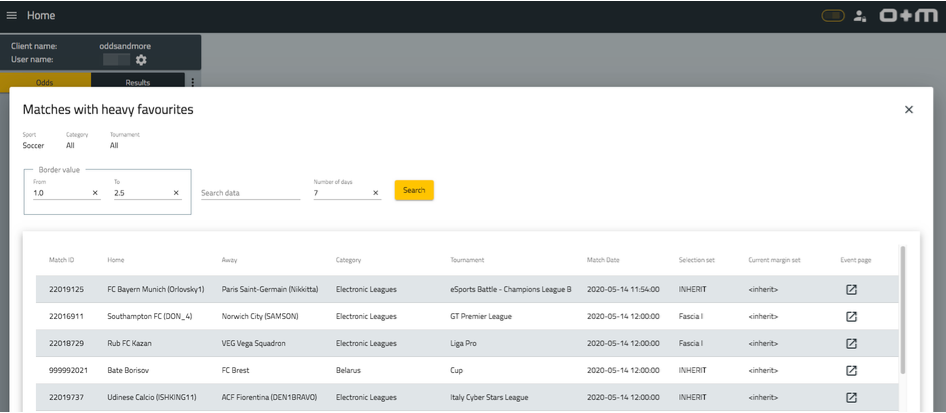 Home
O+M
Client name: oddsandmore
User name:
Odds Results
Matches with heavy favourites
Sport Category Tournament
Soccer All All
Border value
From To Number of days
1.0 2.5 Search data 7 Search
Match ID Home Away Category Tournament Match Date Selection set Current margin set Event page
22019125 FC Bayern Munich (Orlovsky1) Paris Saint-Germain (Nikkitta) Electronic Leagues eSports Battle - Champions League B 2020-05-14 11:54:00 INHERIT <inherit>
22016911 Southampton FC (DON_4) Norwich City (SAMSON) Electronic Leagues GT Premier League 2020-05-14 12:00:00 Fascia I <inherit>
22018729 Rub FC Kazan VEG Vega Squadron Electronic Leagues Liga Pro 2020-05-14 12:00:00 Fascia I <inherit>
999992021 Bate Borisov FC Brest Belarus Cup 2020-05-14 12:00:00 INHERIT <inherit>
22019737 Udinese Calcio (ISHKING11) ACF Fiorentina (DEN1BRAVO) Electronic Leagues Italy Cyber Stars League 2020-05-14 12:00:00 INHERIT <inherit>